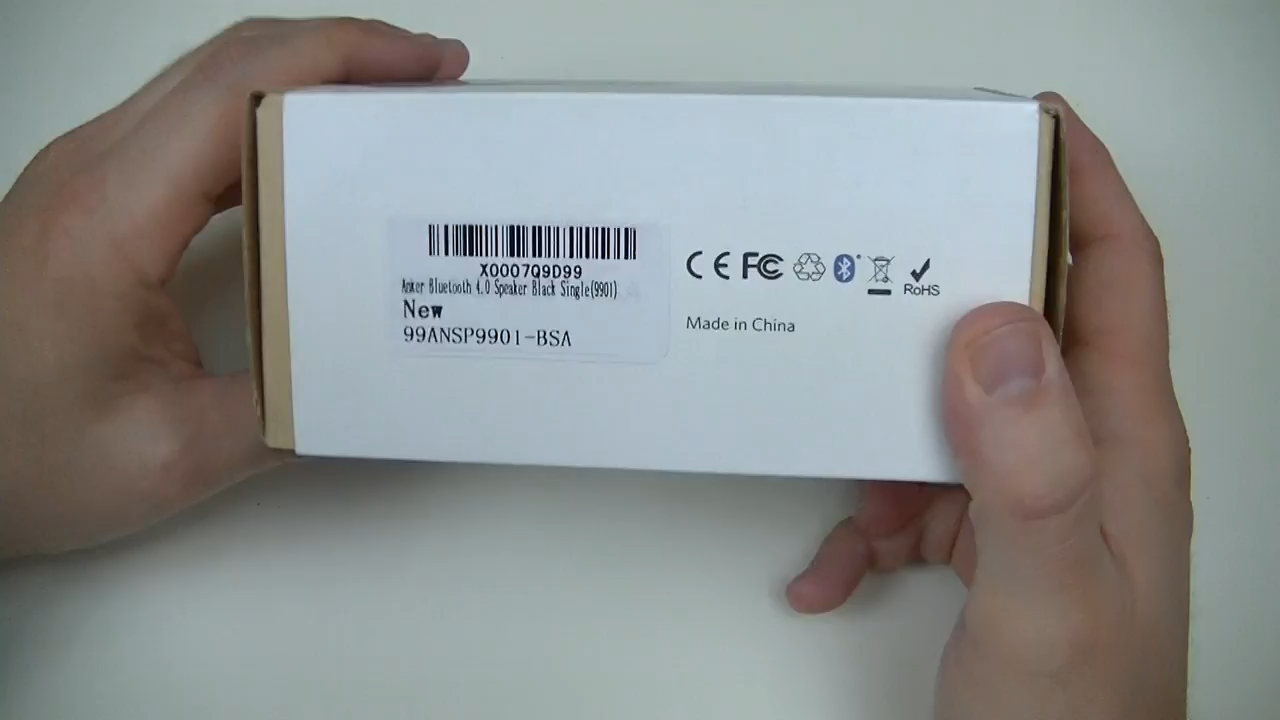 X0007Q9D99
Anker Bluetooth 4.0 Speaker Black Single(9901)
New
99ANSP9901-BSA
CE FC RoHS
Made in China